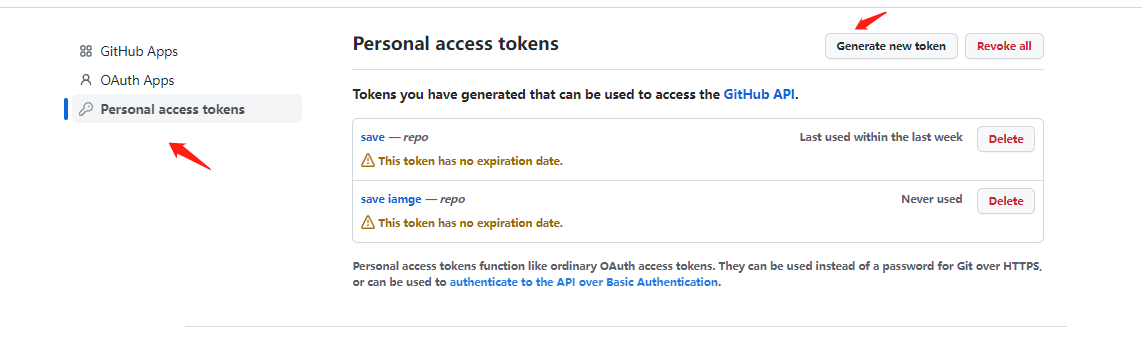 GitHub Apps
OAuth Apps
Personal access tokens
Personal access tokens
Generate new token
Revoke all
Tokens you have generated that can be used to access the GitHub API.
save — repo
Last used within the last week
Delete
This token has no expiration date.
save iamge — repo
Never used
Delete
This token has no expiration date.
Personal access tokens function like ordinary OAuth access tokens. They can be used instead of a password for Git over HTTPS,
or can be used to authenticate to the API over Basic Authentication.